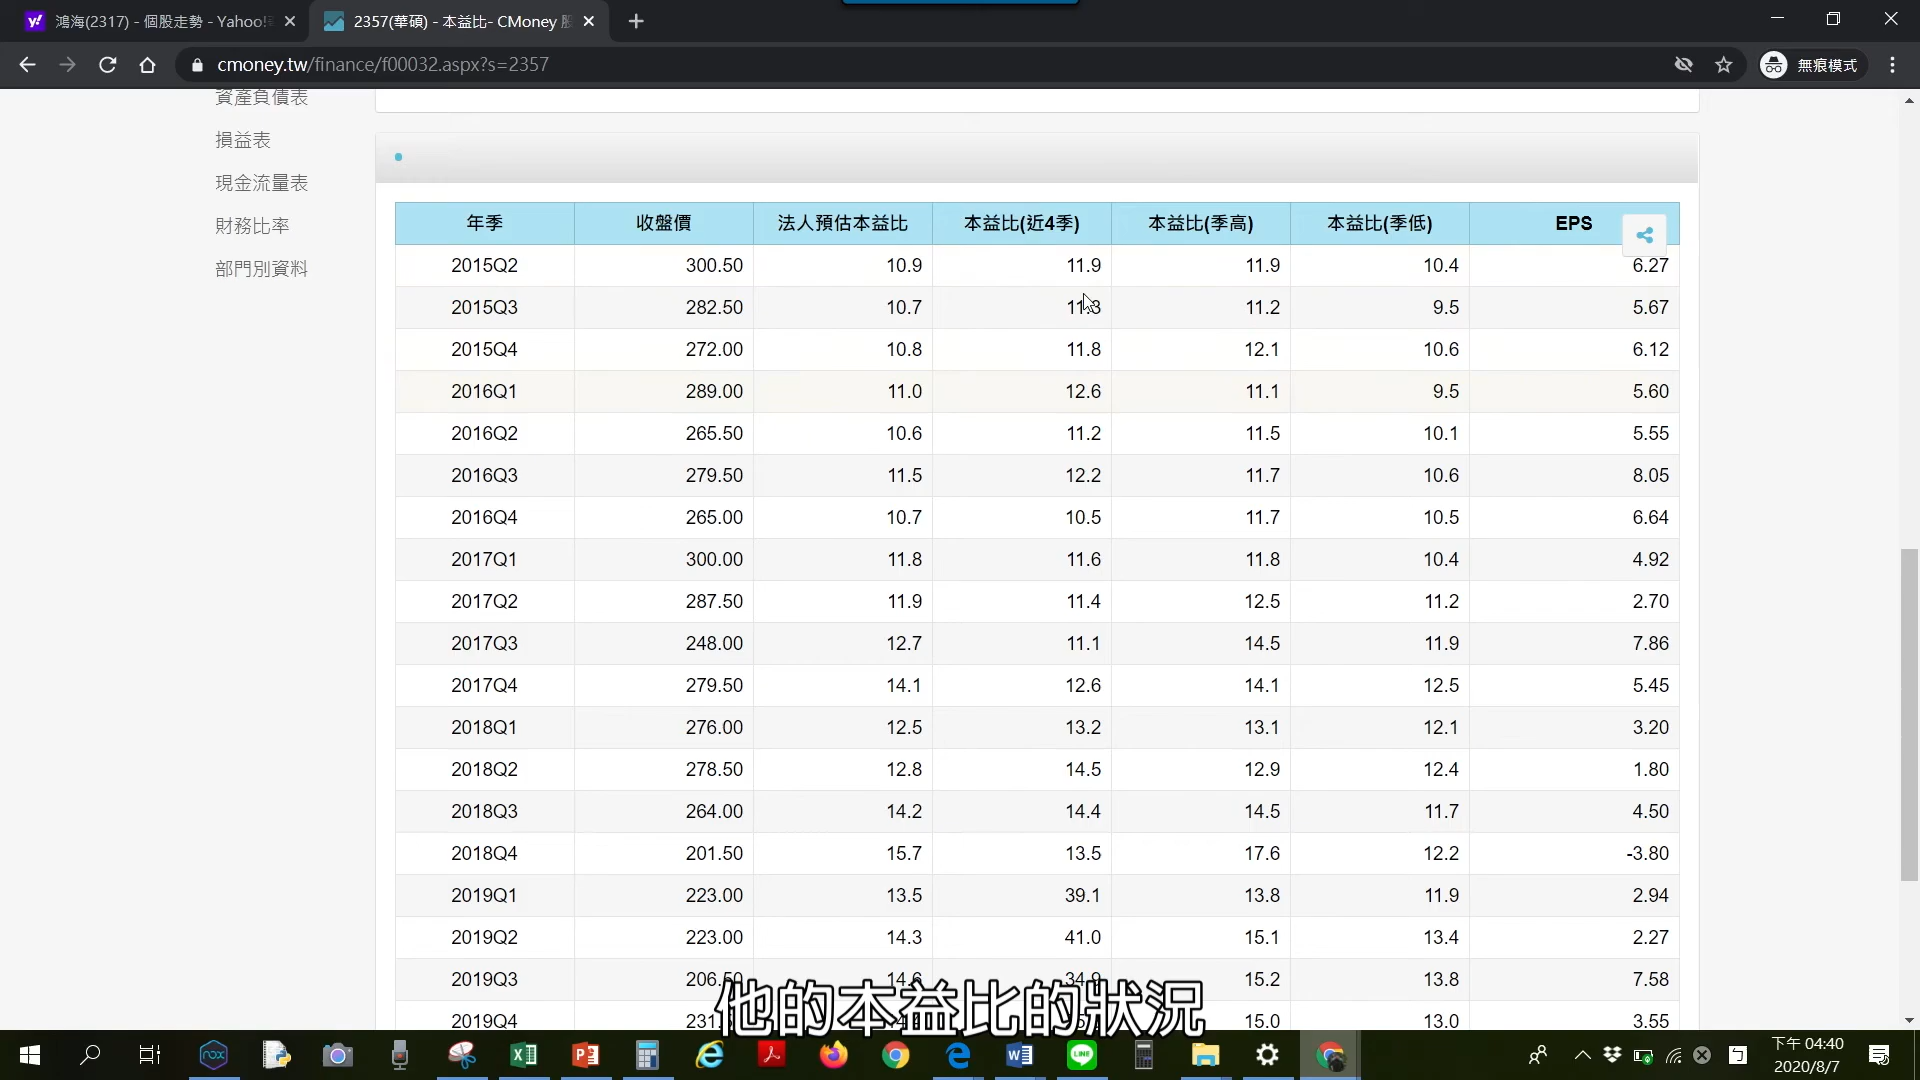 鴻海(2317) - 個股走勢 - Yahoo!
2357(華碩) - 本益比- CMoney
cmoney.tw/finance/f00032.aspx?s=2357
無痕模式
資產負債表
損益表
現金流量表
財務比率
部門別資料
年季 收盤價 法人預估本益比 本益比(近4季) 本益比(季高) 本益比(季低) EPS
2015Q2 300.50 10.9 11.9 11.9 10.4 6.27
2015Q3 282.50 10.7 11.3 11.2 9.5 5.67
2015Q4 272.00 10.8 11.8 12.1 10.6 6.12
2016Q1 289.00 11.0 12.6 11.1 9.5 5.60
2016Q2 265.50 10.6 11.2 11.5 10.1 5.55
2016Q3 279.50 11.5 12.2 11.7 10.6 8.05
2016Q4 265.00 10.7 10.5 11.7 10.5 6.64
2017Q1 300.00 11.8 11.6 11.8 10.4 4.92
2017Q2 287.50 11.9 11.4 12.5 11.2 2.70
2017Q3 248.00 12.7 11.1 14.5 11.9 7.86
2017Q4 279.50 14.1 12.6 14.1 12.5 5.45
2018Q1 276.00 12.5 13.2 13.1 12.1 3.20
2018Q2 278.50 12.8 14.5 12.9 12.4 1.80
2018Q3 264.00 14.2 14.4 14.5 11.7 4.50
2018Q4 201.50 15.7 13.5 17.6 12.2 -3.80
2019Q1 223.00 13.5 39.1 13.8 11.9 2.94
2019Q2 223.00 14.3 41.0 15.1 13.4 2.27
2019Q3 206.50 14.6 34.9 15.2 13.8 7.58
2019Q4 15.0 13.0 3.55
他的本益比的狀況
下午 04:40
2020/8/7